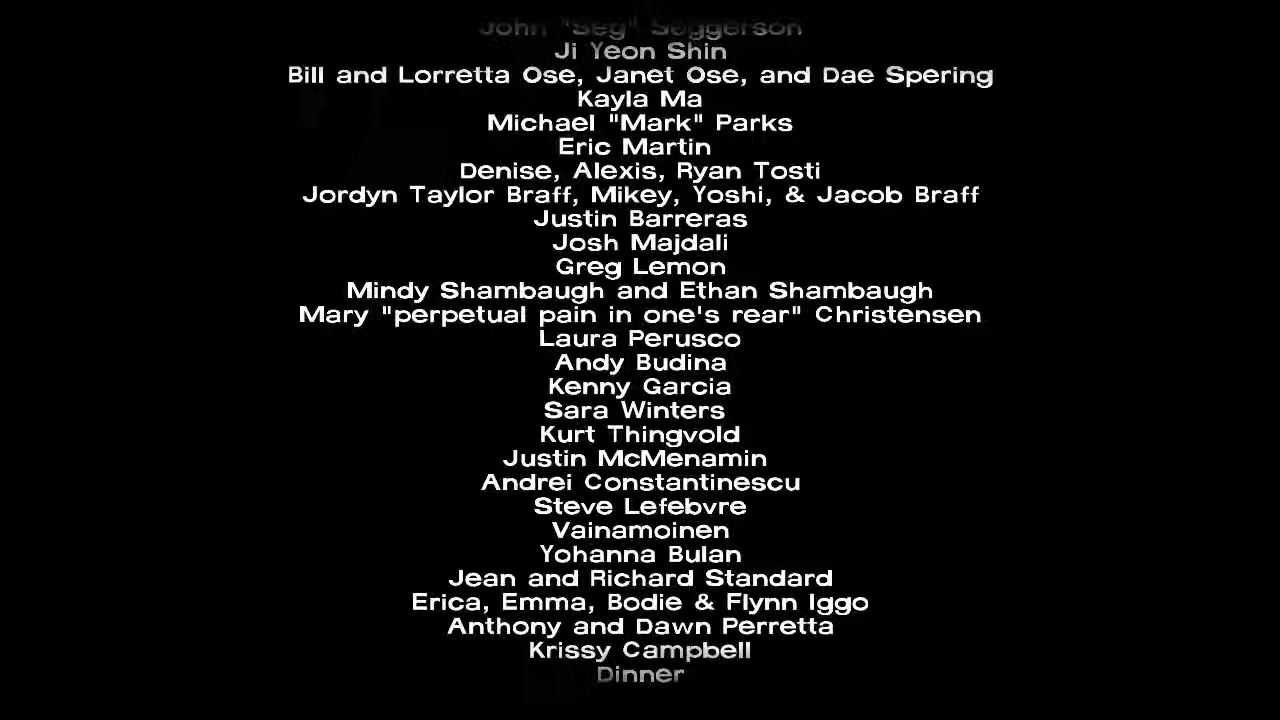 John "Seg" Seggerson
Ji Yeon Shin
Bill and Lorretta Ose, Janet Ose, and Dae Spering
Kayla Ma
Michael "Mark" Parks
Eric Martin
Denise, Alexis, Ryan Tosti
Jordyn Taylor Braff, Mikey, Yoshi, & Jacob Braff
Justin Barreras
Josh Majdali
Greg Lemon
Mindy Shambaugh and Ethan Shambaugh
Mary "perpetual pain in one's rear" Christensen
Laura Perusco
Andy Budina
Kenny Garcia
Sara Winters
Kurt Thingvold
Justin McMenamin
Andrei Constantinescu
Steve Lefebvre
Vainamoinen
Yohanna Bulan
Jean and Richard Standard
Erica, Emma, Bodie & Flynn Iggo
Anthony and Dawn Perretta
Krissy Campbell
Dinner